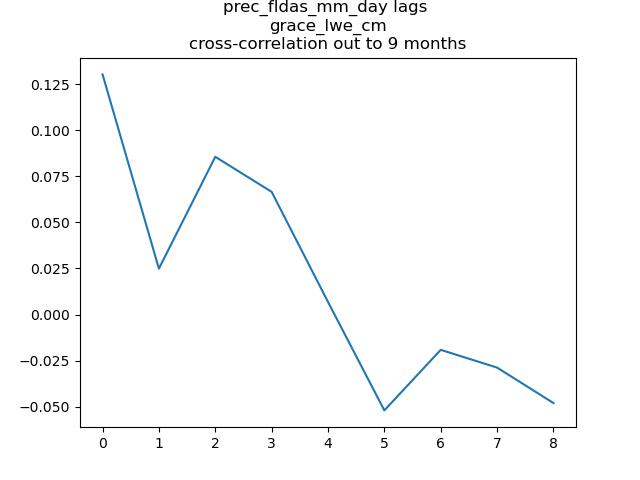 prec_fldas_mm_day lags
grace_lwe_cm
cross-correlation out to 9 months
0.125
0.100
0.075
0.050
0.025
0.000
−0.025
−0.050
0 1 2 3 4 5 6 7 8